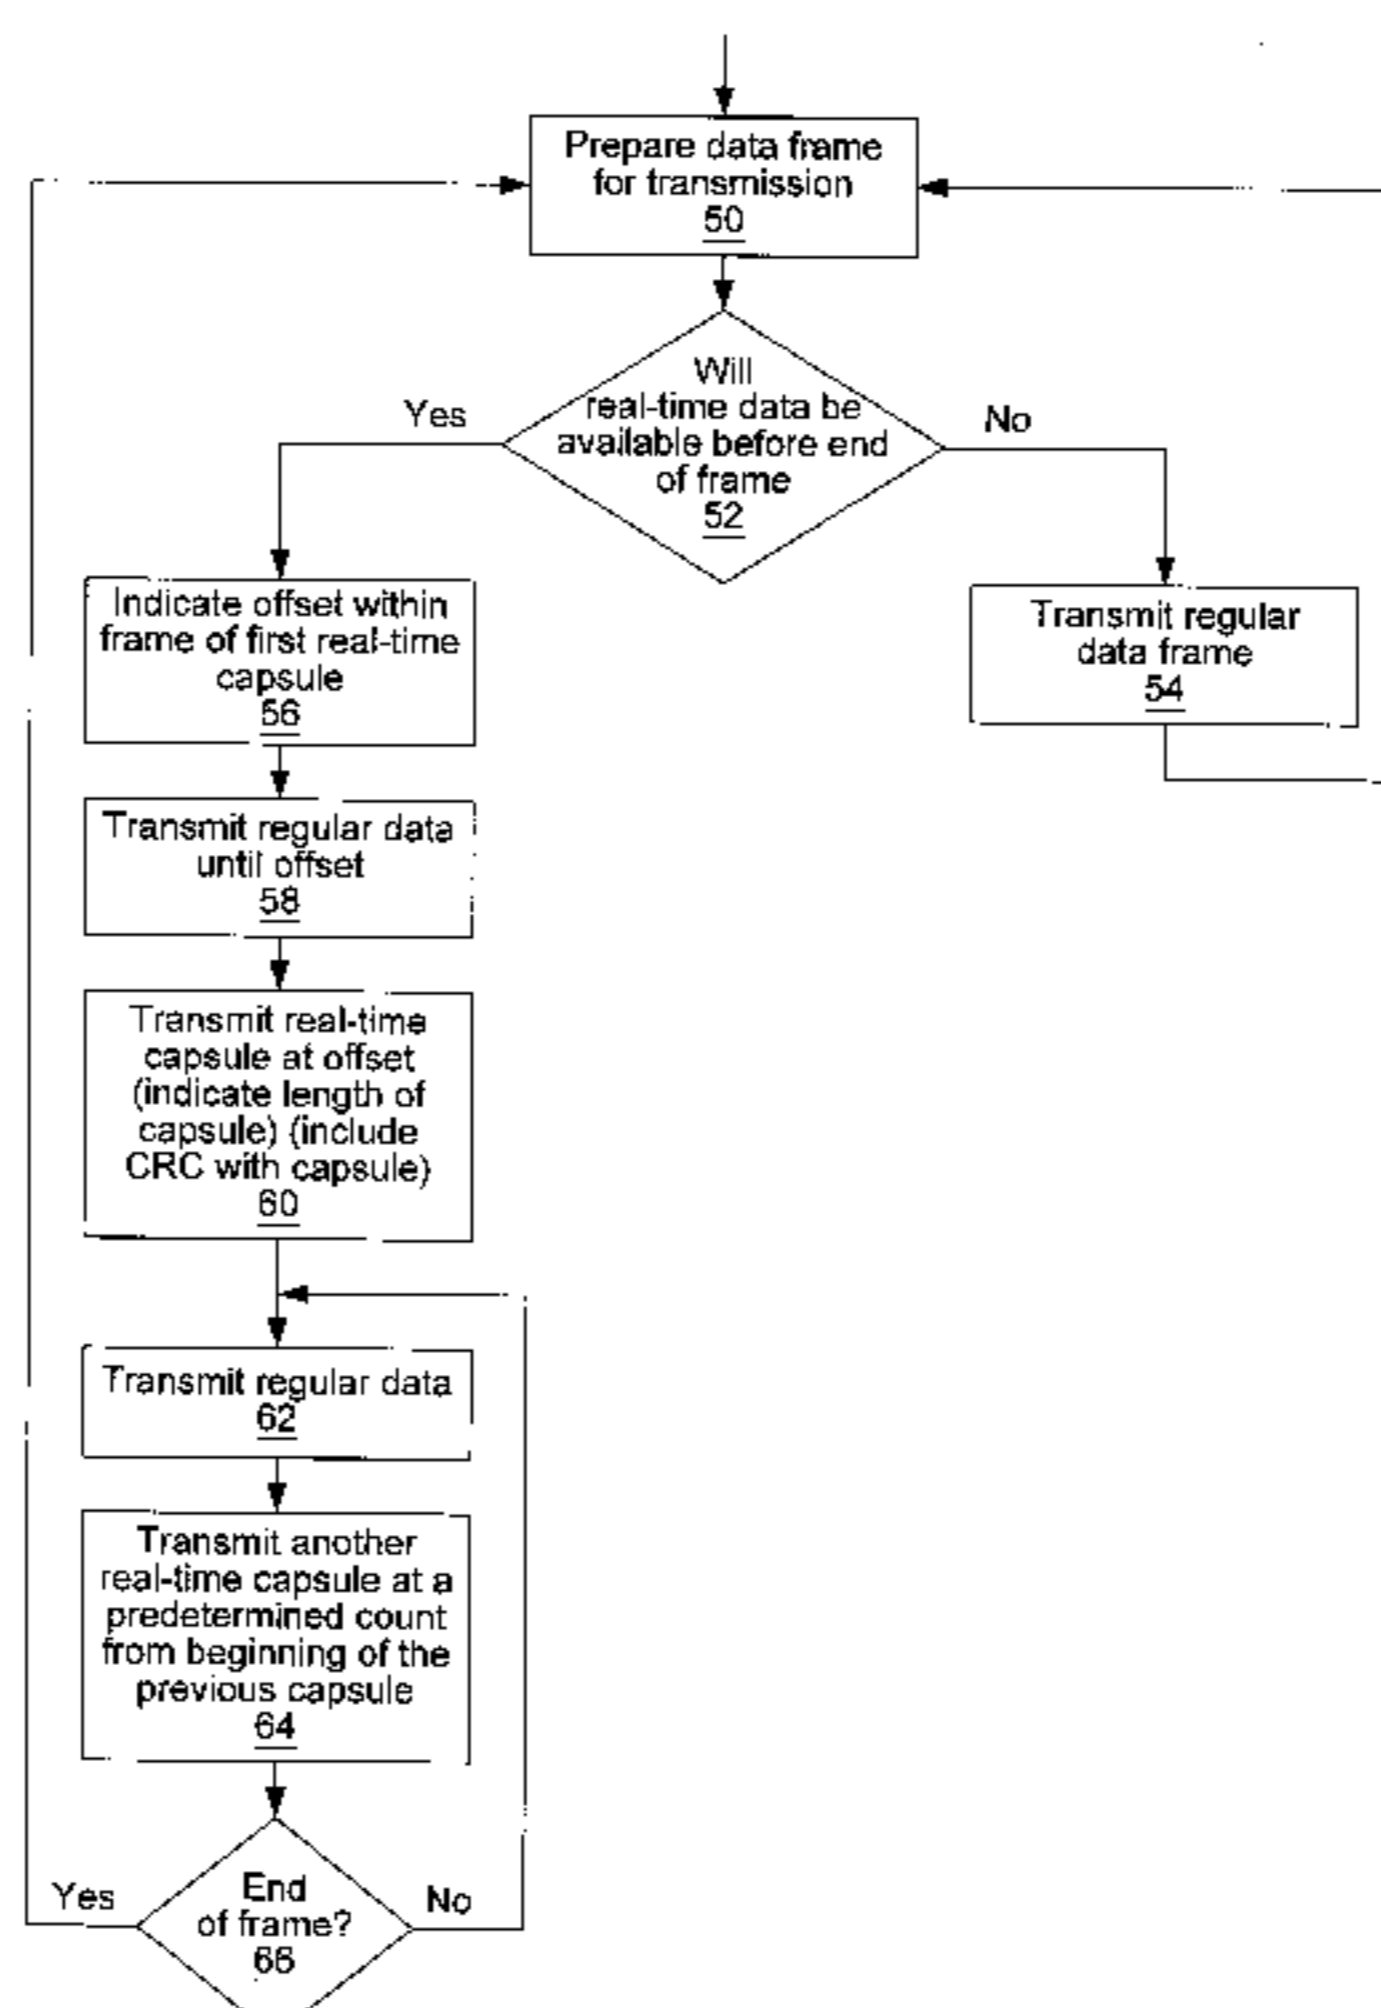 Prepare data frame
for transmission
50
Will
real-time data be
available before end
of frame
52
Yes
No
Indicate offset within
frame of first real-time
capsule
56
Transmit regular
data frame
54
Transmit regular data
until offset
58
Transmit real-time
capsule at offset
(indicate length of
capsule) (include
CRC with capsule)
60
Transmit regular data
62
Transmit another
real-time capsule at a
predetermined count
from beginning of the
previous capsule
64
End
of frame?
66
Yes
No